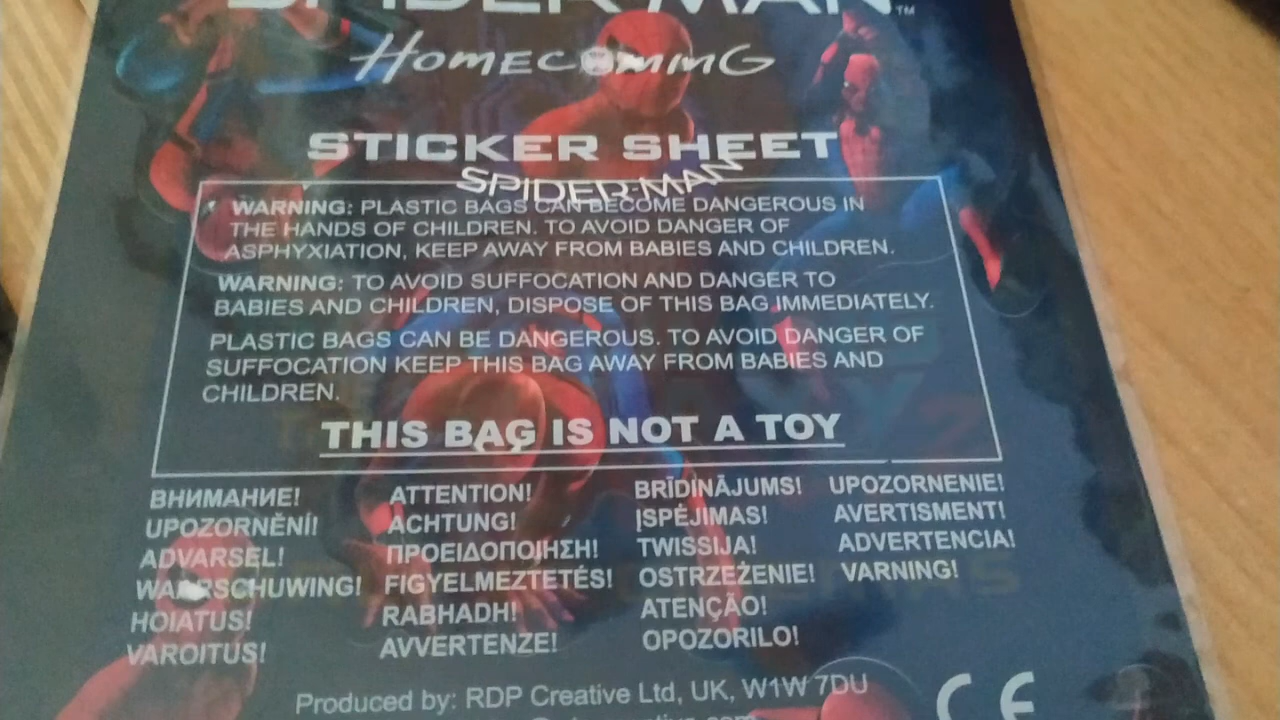 SPIDER-MAN™
HOMECOMING
STICKER SHEET
SPIDER-MAN
WARNING: PLASTIC BAGS CAN BECOME DANGEROUS IN
THE HANDS OF CHILDREN. TO AVOID DANGER OF
ASPHYXIATION, KEEP AWAY FROM BABIES AND CHILDREN.
WARNING: TO AVOID SUFFOCATION AND DANGER TO
BABIES AND CHILDREN, DISPOSE OF THIS BAG IMMEDIATELY.
PLASTIC BAGS CAN BE DANGEROUS. TO AVOID DANGER OF
SUFFOCATION KEEP THIS BAG AWAY FROM BABIES AND
CHILDREN.
THIS BAG IS NOT A TOY
ВНИМАНИЕ!
UPOZORNĚNÍ!
ADVARSEL!
WAARSCHUWING!
HOIATUS!
VAROITUS!
ATTENTION!
ACHTUNG!
ΠΡΟΕΙΔΟΠΟΙΗΣΗ!
FIGYELMEZTETÉS!
RABHADH!
AVVERTENZE!
BRĪDINĀJUMS!
ĮSPĖJIMAS!
TWISSIJA!
OSTRZEŻENIE!
ATENÇÃO!
OPOZORILO!
UPOZORNENIE!
AVERTISMENT!
ADVERTENCIA!
VARNING!
Produced by: RDP Creative Ltd, UK, W1W 7DU
CE